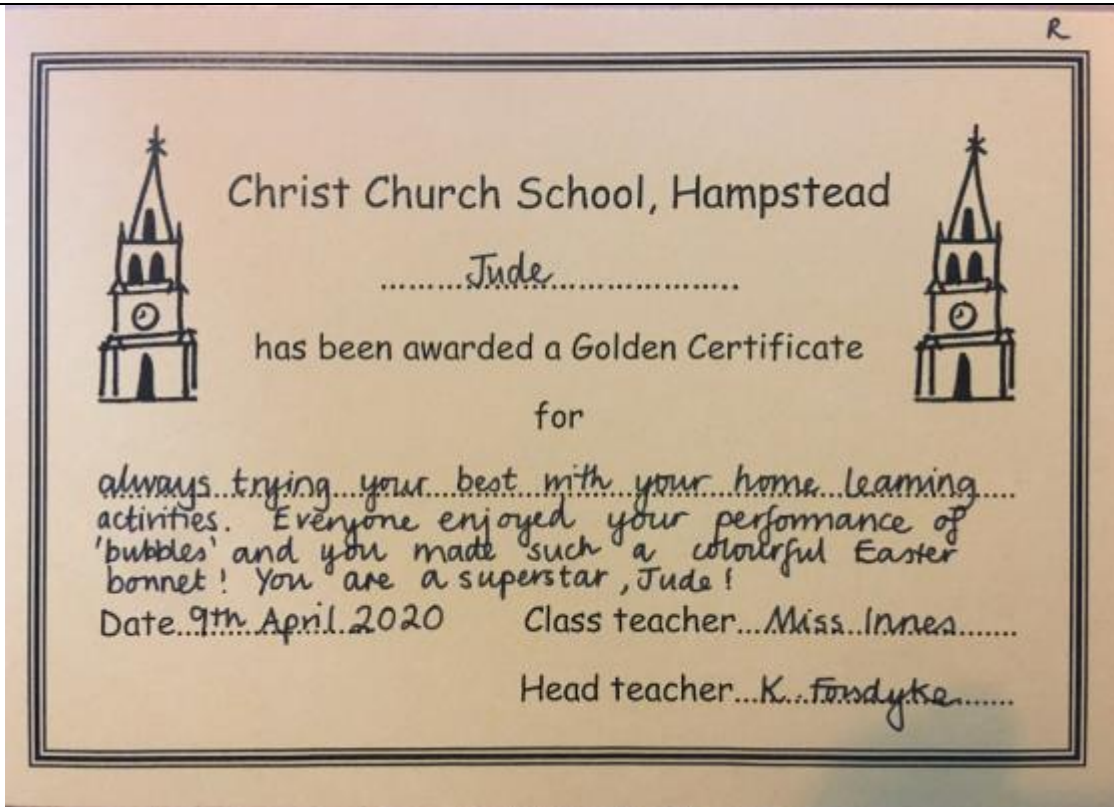 R
Christ Church School, Hampstead
Jude
has been awarded a Golden Certificate
for
always trying your best with your home learning
activities. Everyone enjoyed your performance of
'bubbles' and you made such a colourful Easter
bonnet! You are a superstar, Jude!
Date 9th April 2020 Class teacher Miss Innes
Head teacher K. Forsdyke